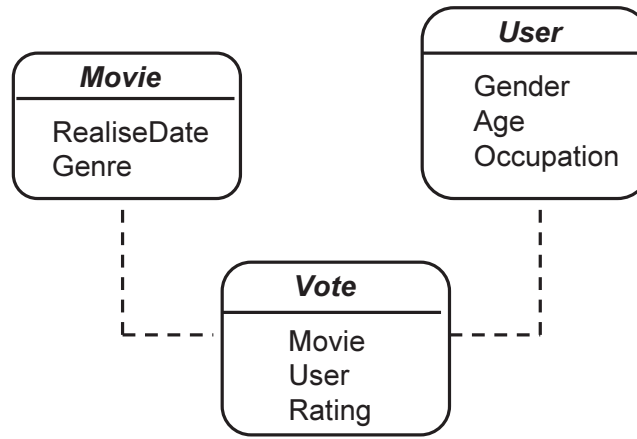 Movie
RealiseDate
Genre
User
Gender
Age
Occupation
Vote
Movie
User
Rating